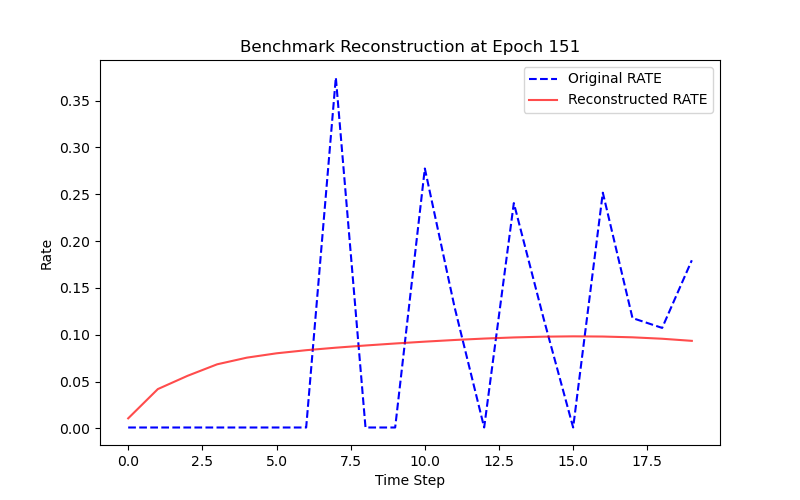 Benchmark Reconstruction at Epoch 151
Original RATE
Reconstructed RATE
0.35
0.30
0.25
0.20
0.15
0.10
0.05
0.00
Rate
0.0 2.5 5.0 7.5 10.0 12.5 15.0 17.5
Time Step